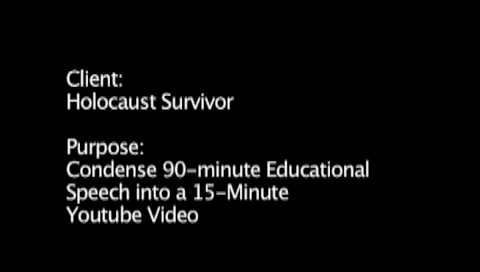 Client:
Holocaust Survivor
Purpose:
Condense 90-minute Educational
Speech into a 15-Minute
Youtube Video